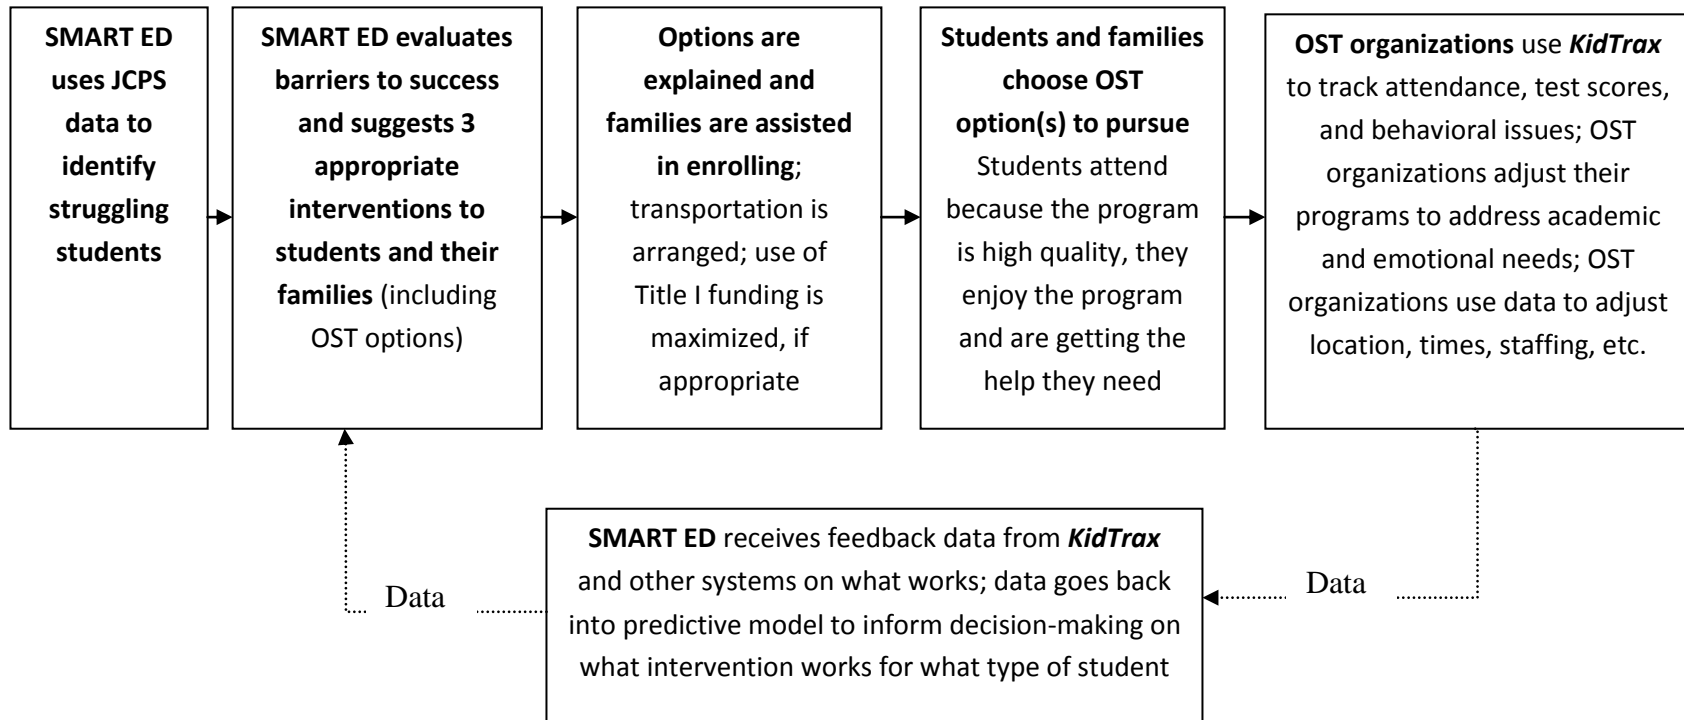 SMART ED
uses JCPS
data to
identify
struggling
students
SMART ED evaluates
barriers to success
and suggests 3
appropriate
interventions to
students and their
families (including
OST options)
Options are
explained and
families are assisted
in enrolling;
transportation is
arranged; use of
Title I funding is
maximized, if
appropriate
Students and families
choose OST
option(s) to pursue
Students attend
because the program
is high quality, they
enjoy the program
and are getting the
help they need
OST organizations use KidTrax
to track attendance, test scores,
and behavioral issues; OST
organizations adjust their
programs to address academic
and emotional needs; OST
organizations use data to adjust
location, times, staffing, etc.
SMART ED receives feedback data from KidTrax
and other systems on what works; data goes back
into predictive model to inform decision-making on
what intervention works for what type of student
Data
Data